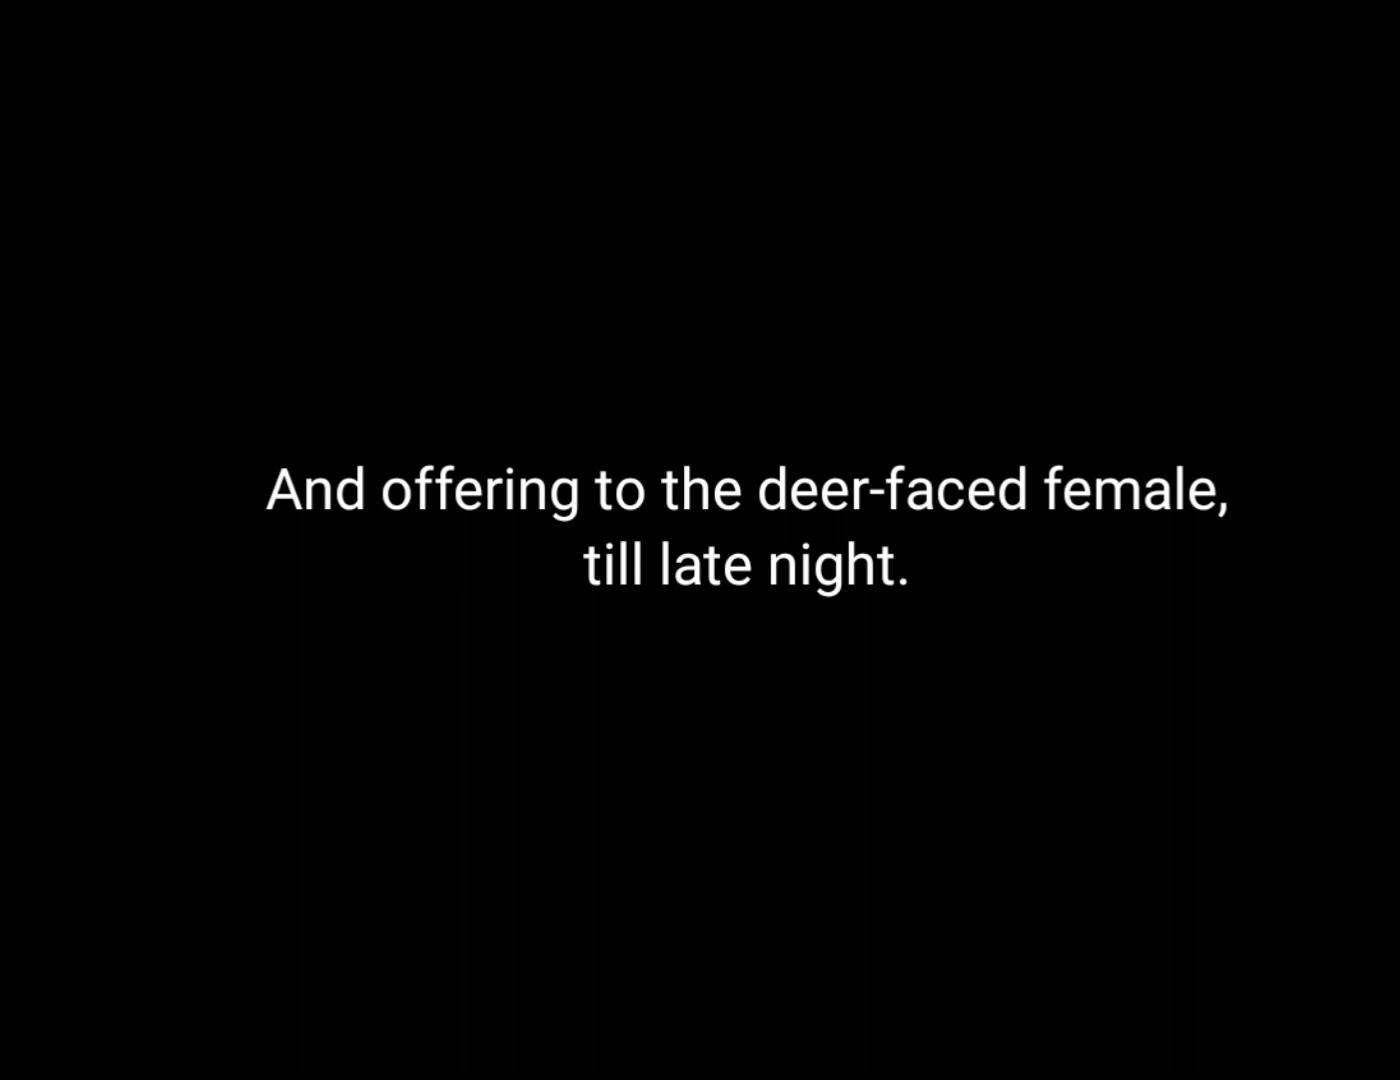 And offering to the deer-faced female,
till late night.